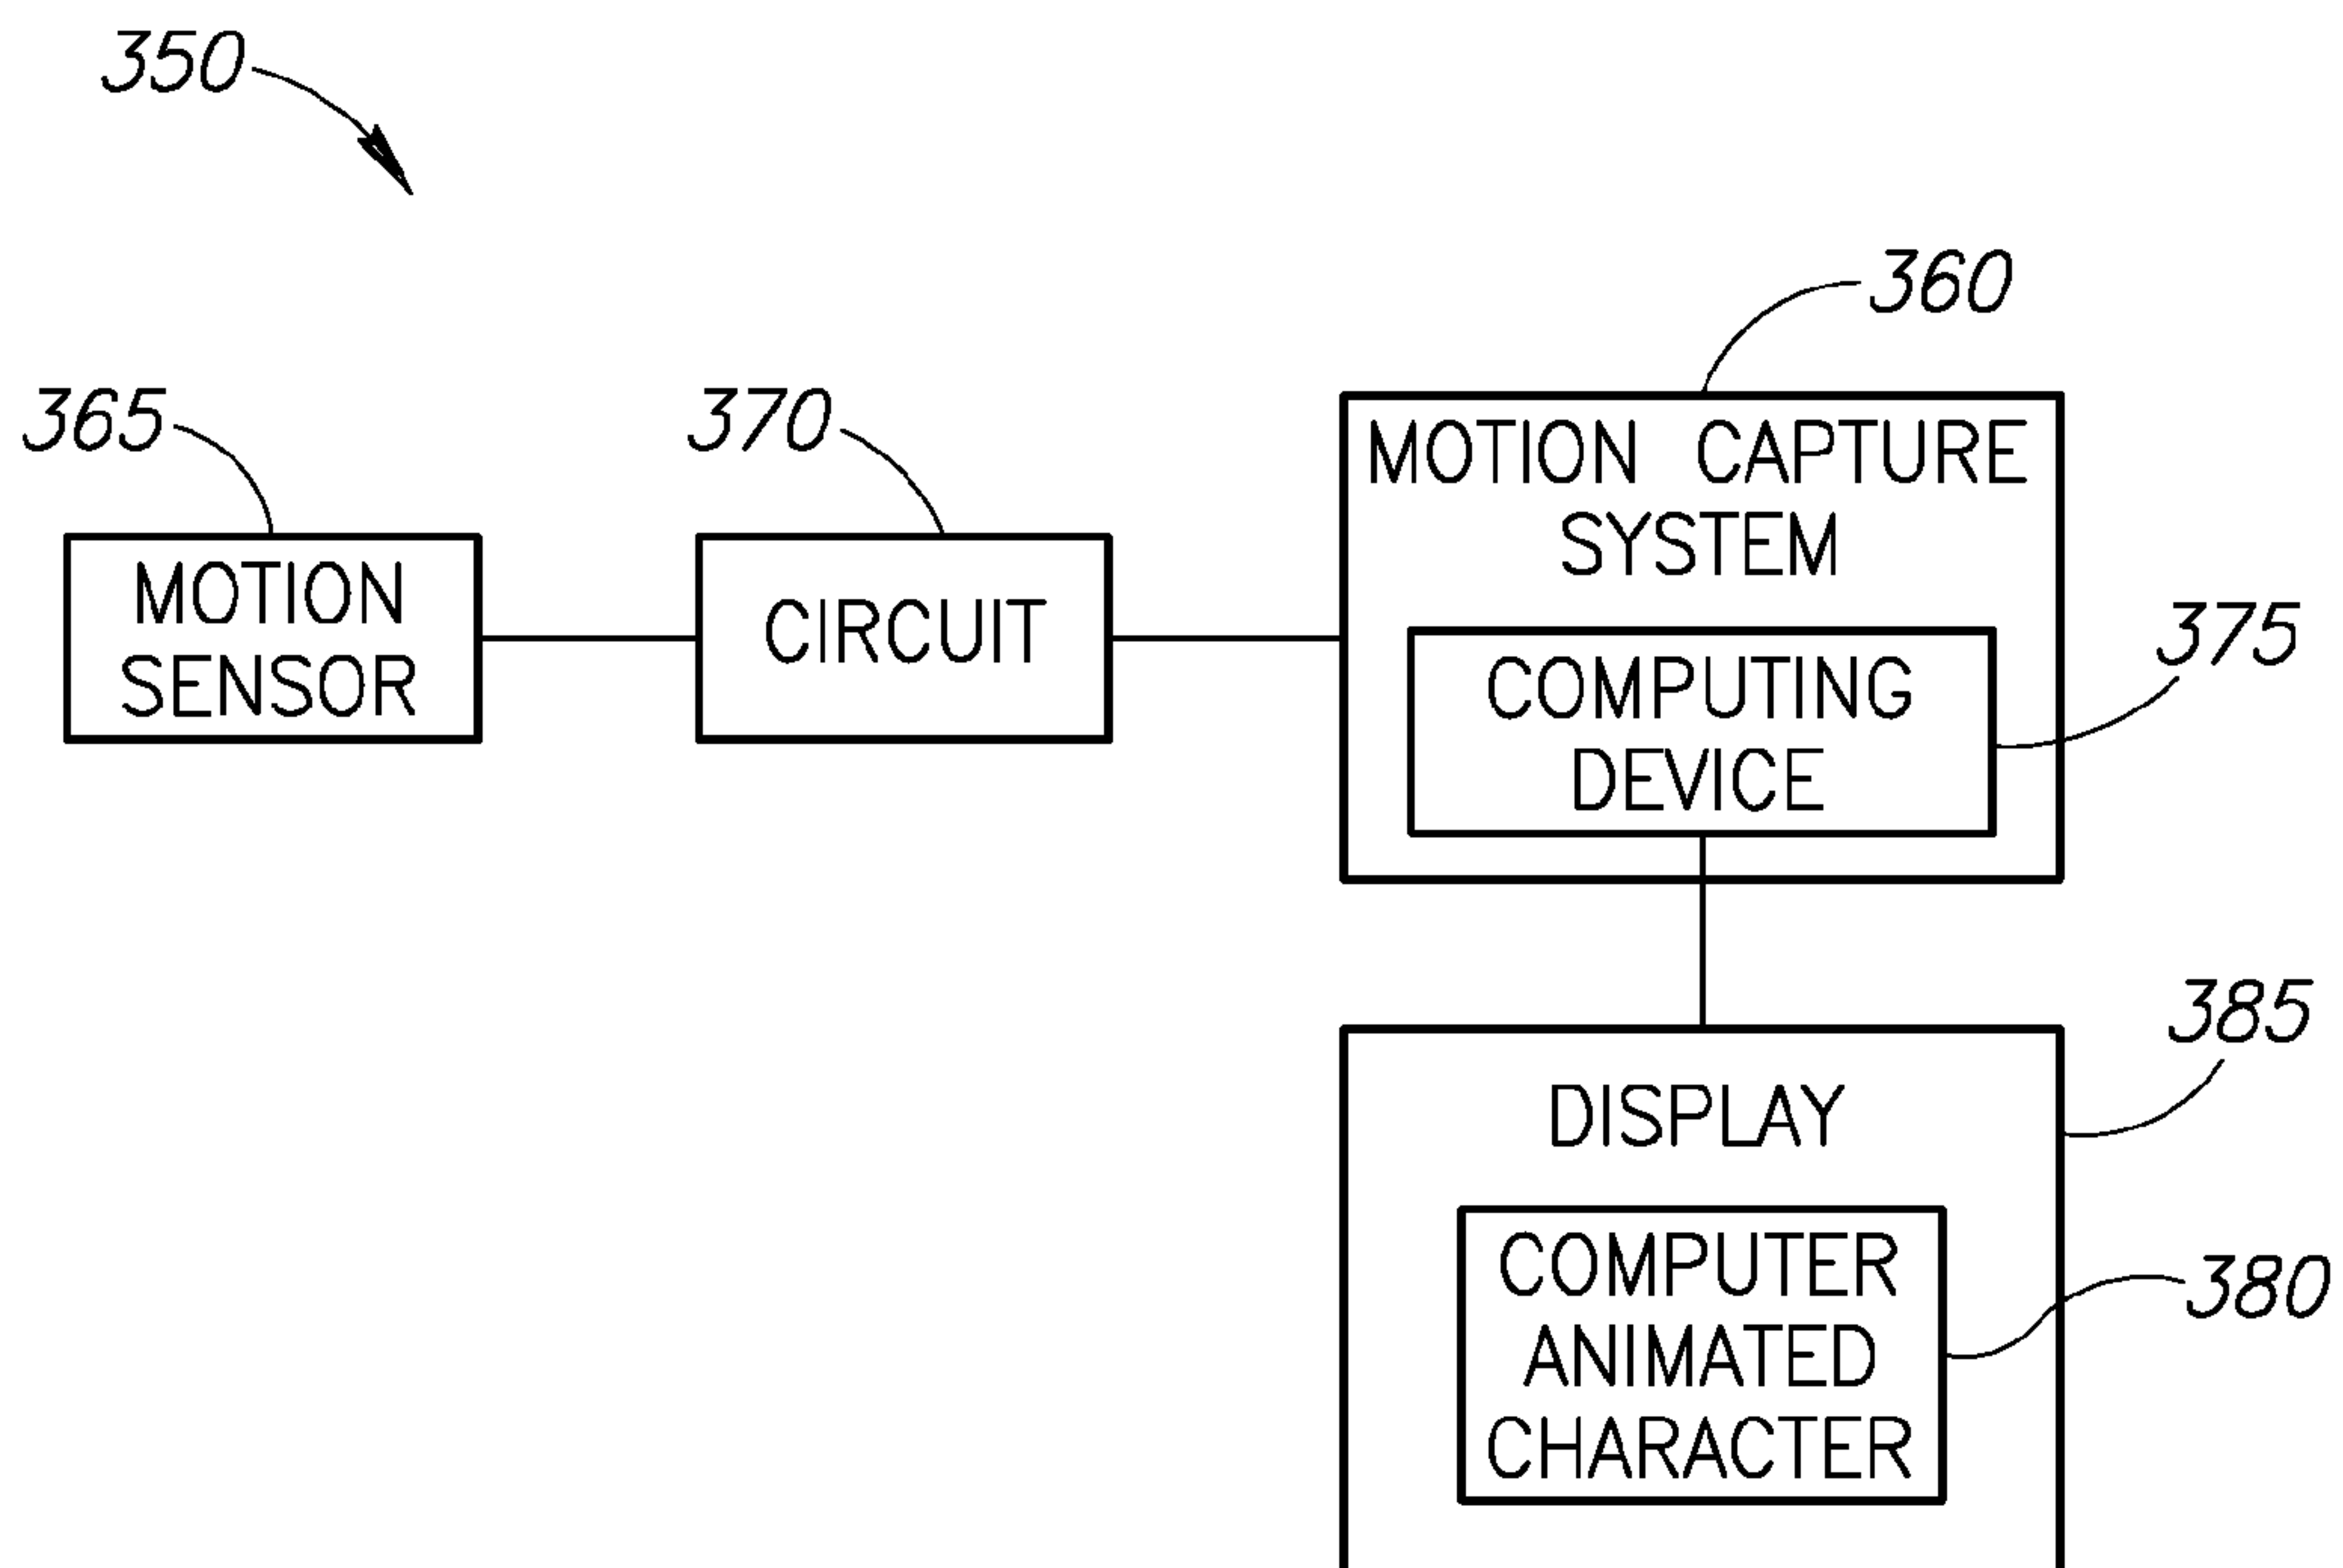 350
360
365
370
MOTION CAPTURE
SYSTEM
MOTION
SENSOR
CIRCUIT
375
COMPUTING
DEVICE
385
DISPLAY
380
COMPUTER
ANIMATED
CHARACTER